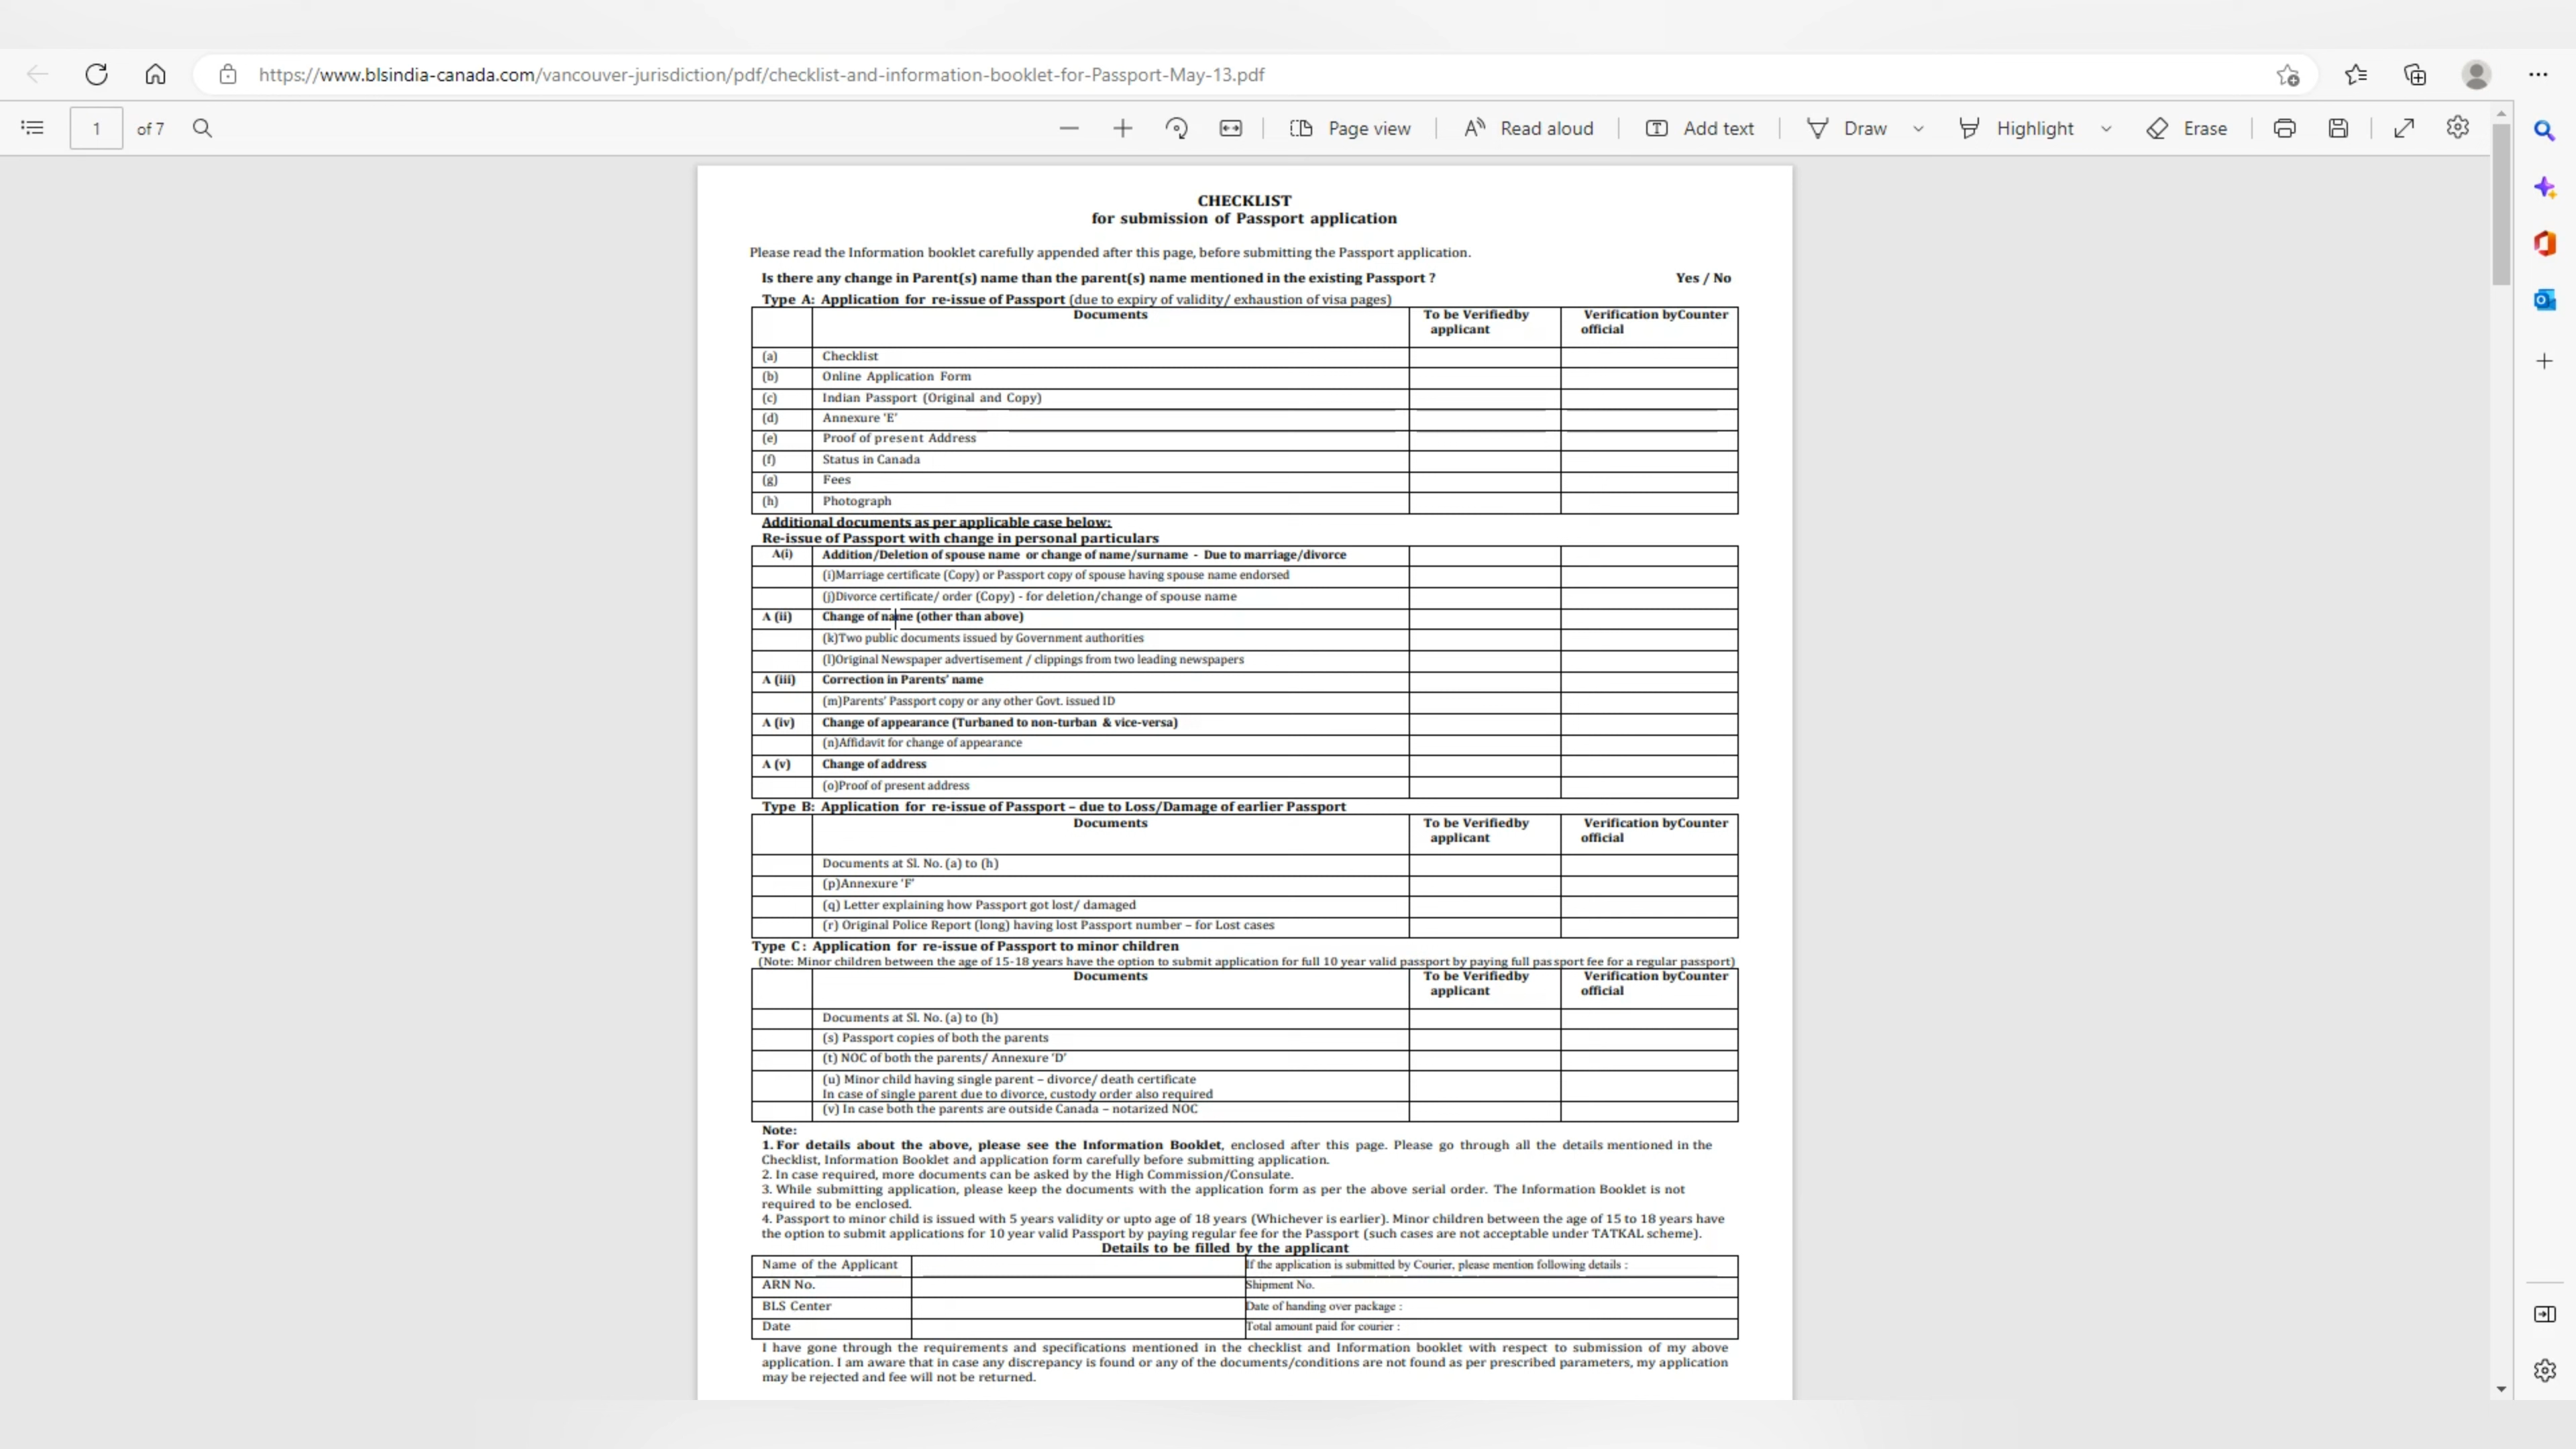 https://www.blsindia-canada.com/vancouver-jurisdiction/pdf/checklist-and-information-booklet-for-Passport-May-13.pdf
1 of 7 Page view Read aloud Add text Draw Highlight Erase
CHECKLIST
for submission of Passport application
Please read the Information booklet carefully appended after this page, before submitting the Passport application.
Is there any change in Parent(s) name than the parent(s) name mentioned in the existing Passport ? Yes / No
Type A: Application for re-issue of Passport (due to expiry of validity/ exhaustion of visa pages)
Documents To be Verifiedby Verification byCounter
applicant official
(a) Checklist
(b) Online Application Form
(c) Indian Passport (Original and Copy)
(d) Annexure 'E'
(e) Proof of present Address
(f) Status in Canada
(g) Fees
(h) Photograph
Additional documents as per applicable case below:
Re-issue of Passport with change in personal particulars
A(i) Addition/Deletion of spouse name or change of name/surname - Due to marriage/divorce
(i)Marriage certificate (Copy) or Passport copy of spouse having spouse name endorsed
(j)Divorce certificate/ order (Copy) - for deletion/change of spouse name
A (ii) Change of name (other than above)
(k)Two public documents issued by Government authorities
(l)Original Newspaper advertisement / clippings from two leading newspapers
A (iii) Correction in Parents' name
(m)Parents' Passport copy or any other Govt. issued ID
A (iv) Change of appearance (Turbaned to non-turban & vice-versa)
(n)Affidavit for change of appearance
A (v) Change of address
(o)Proof of present address
Type B: Application for re-issue of Passport – due to Loss/Damage of earlier Passport
Documents To be Verifiedby Verification byCounter
applicant official
Documents at Sl. No. (a) to (h)
(p)Annexure 'F'
(q) Letter explaining how Passport got lost/ damaged
(r) Original Police Report (long) having lost Passport number – for Lost cases
Type C : Application for re-issue of Passport to minor children
(Note: Minor children between the age of 15-18 years have the option to submit application for full 10 year valid passport by paying full passport fee for a regular passport)
Documents To be Verifiedby Verification byCounter
applicant official
Documents at Sl. No. (a) to (h)
(s) Passport copies of both the parents
(t) NOC of both the parents/ Annexure 'D'
(u) Minor child having single parent – divorce/ death certificate
In case of single parent due to divorce, custody order also required
(v) In case both the parents are outside Canada – notarized NOC
Note:
1. For details about the above, please see the Information Booklet, enclosed after this page. Please go through all the details mentioned in the
Checklist, Information Booklet and application form carefully before submitting application.
2. In case required, more documents can be asked by the High Commission/Consulate.
3. While submitting application, please keep the documents with the application form as per the above serial order. The Information Booklet is not
required to be enclosed.
4. Passport to minor child is issued with 5 years validity or upto age of 18 years (Whichever is earlier). Minor children between the age of 15 to 18 years have
the option to submit applications for 10 year valid Passport by paying regular fee for the Passport (such cases are not acceptable under TATKAL scheme).
Details to be filled by the applicant
Name of the Applicant If the application is submitted by Courier, please mention following details :
ARN No. Shipment No.
BLS Center Date of handing over package :
Date Total amount paid for courier :
I have gone through the requirements and specifications mentioned in the checklist and Information booklet with respect to submission of my above
application. I am aware that in case any discrepancy is found or any of the documents/conditions are not found as per prescribed parameters, my application
may be rejected and fee will not be returned.